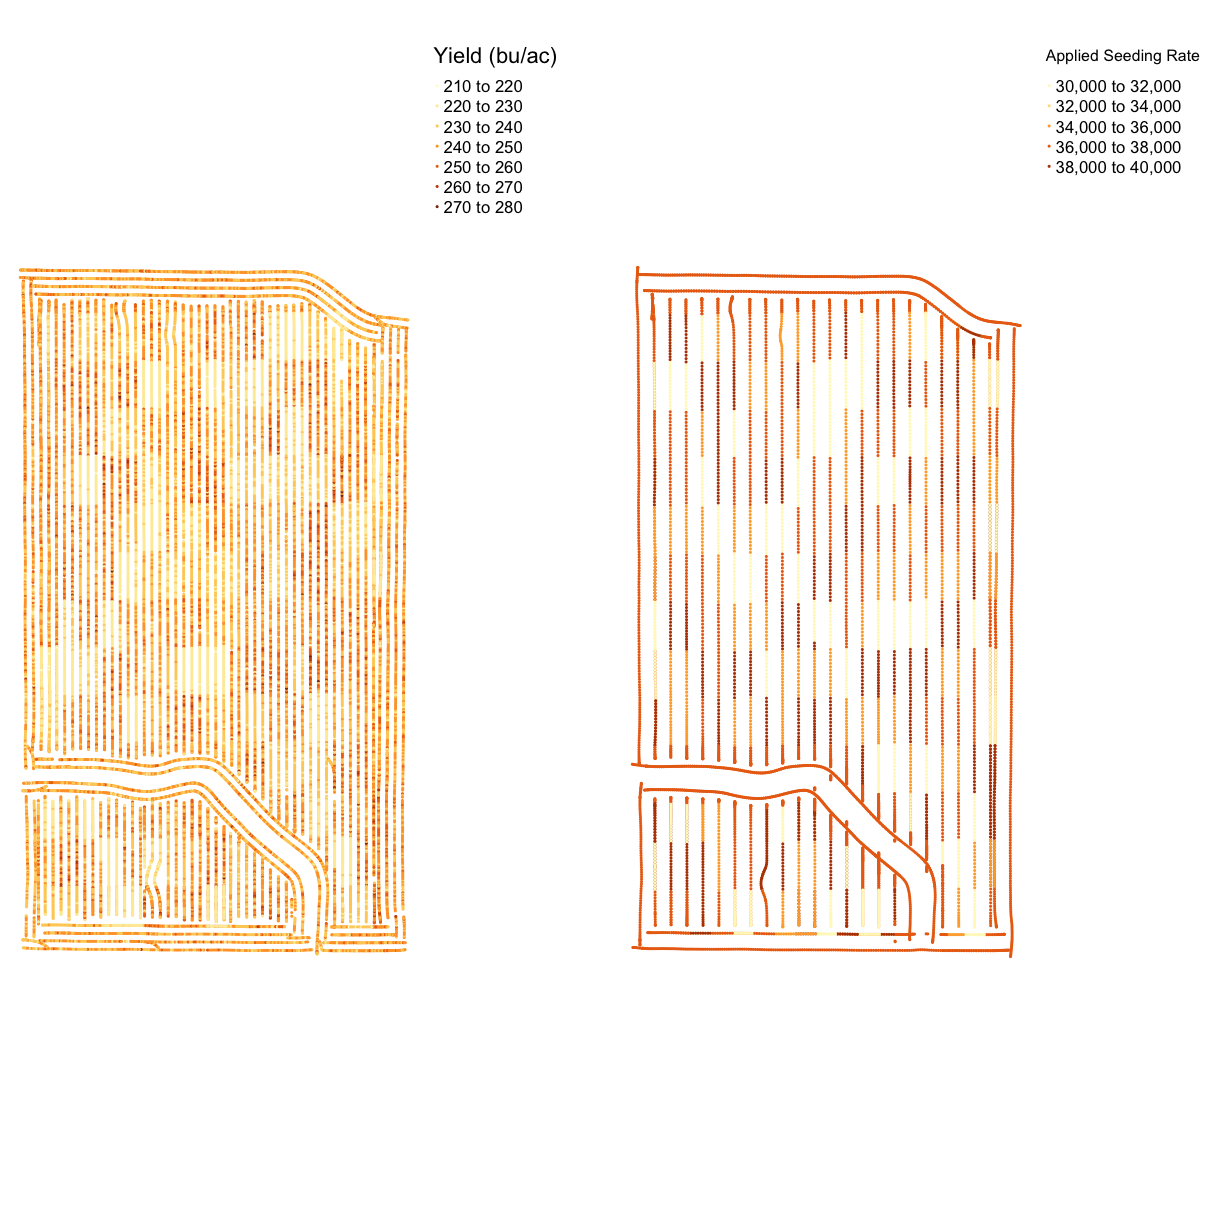 Yield (bu/ac)
210 to 220
220 to 230
230 to 240
240 to 250
250 to 260
260 to 270
270 to 280
Applied Seeding Rate
30,000 to 32,000
32,000 to 34,000
34,000 to 36,000
36,000 to 38,000
38,000 to 40,000